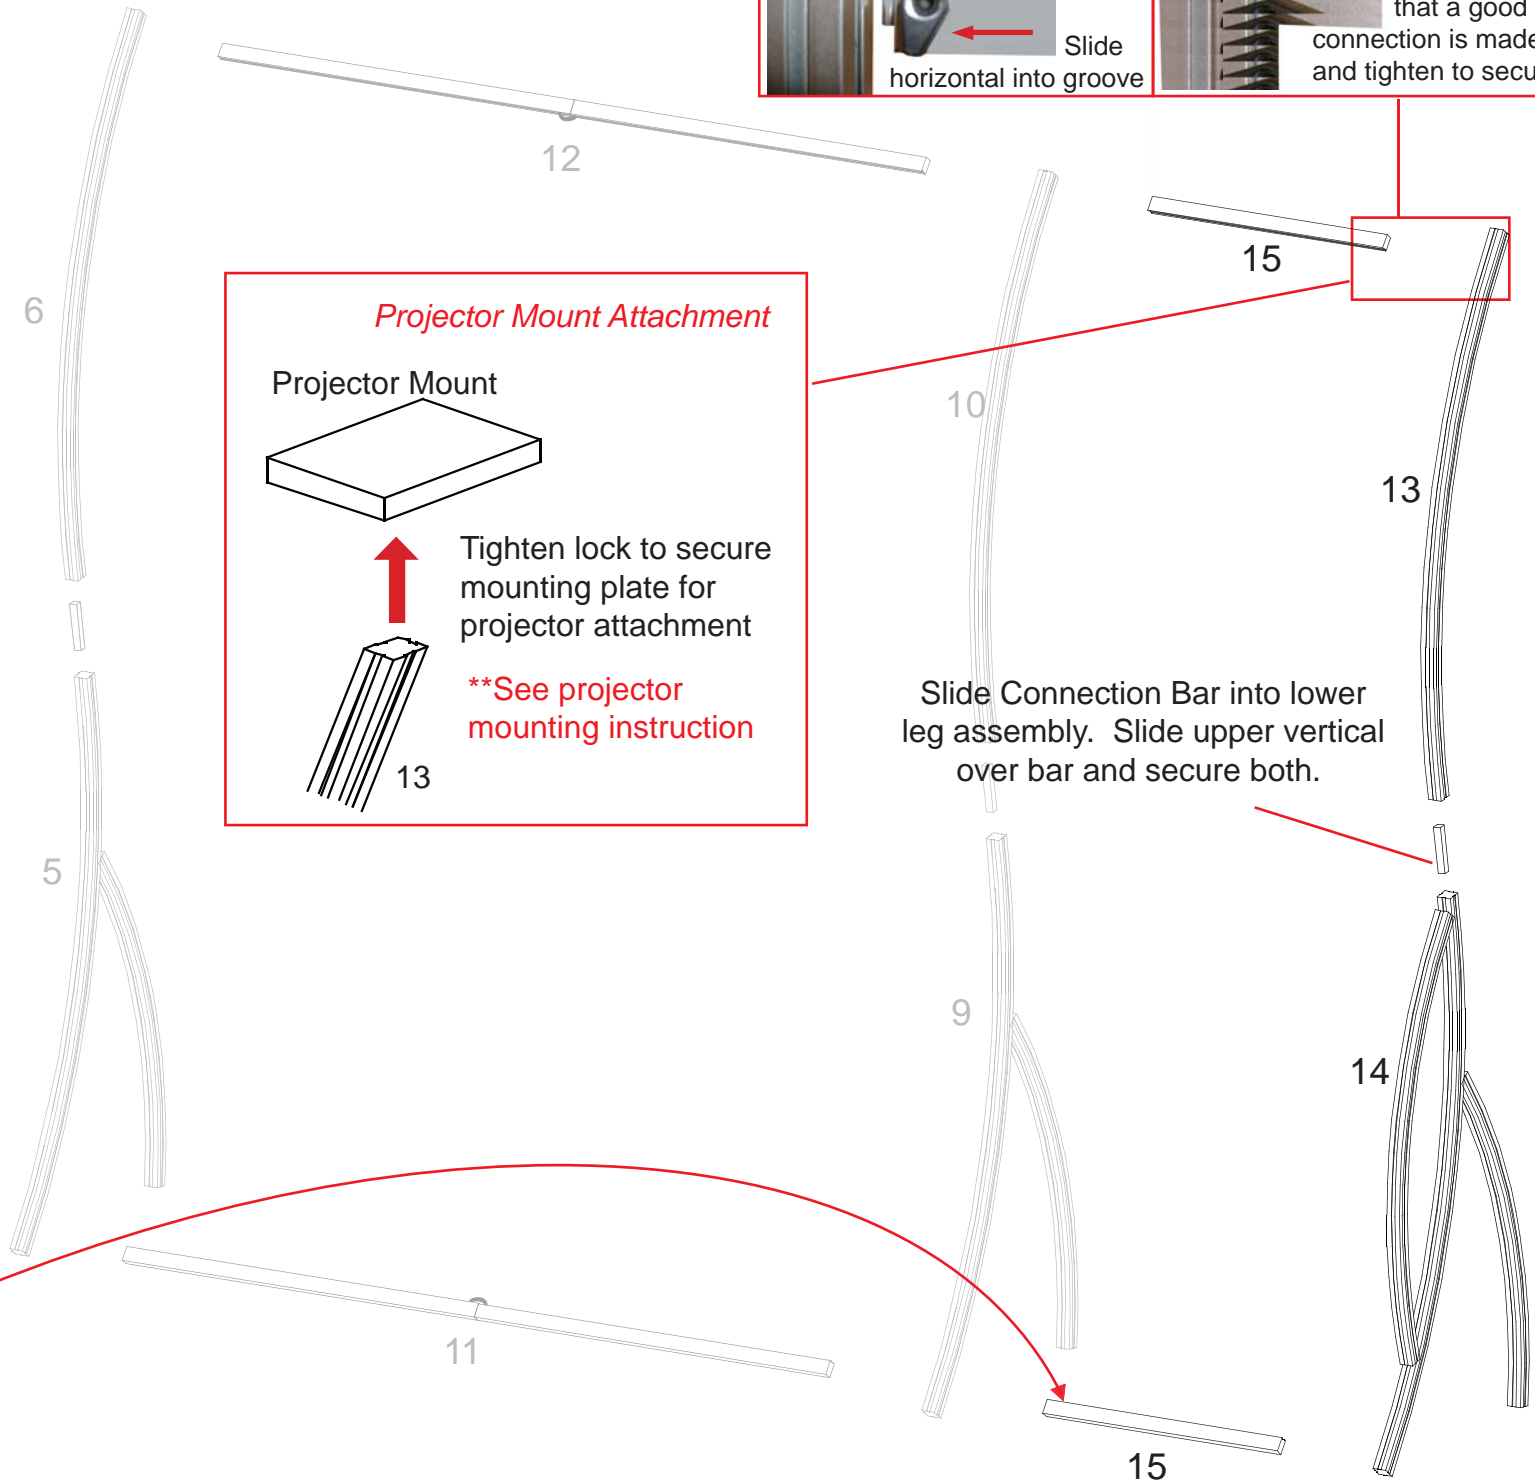 Slide
horizontal into groove
that a good
connection is made
and tighten to secu
12
15
6
Projector Mount Attachment
Projector Mount
10
13
Tighten lock to secure
mounting plate for
projector attachment
**See projector
mounting instruction
13
Slide Connection Bar into lower
leg assembly. Slide upper vertical
over bar and secure both.
5
9
14
11
15